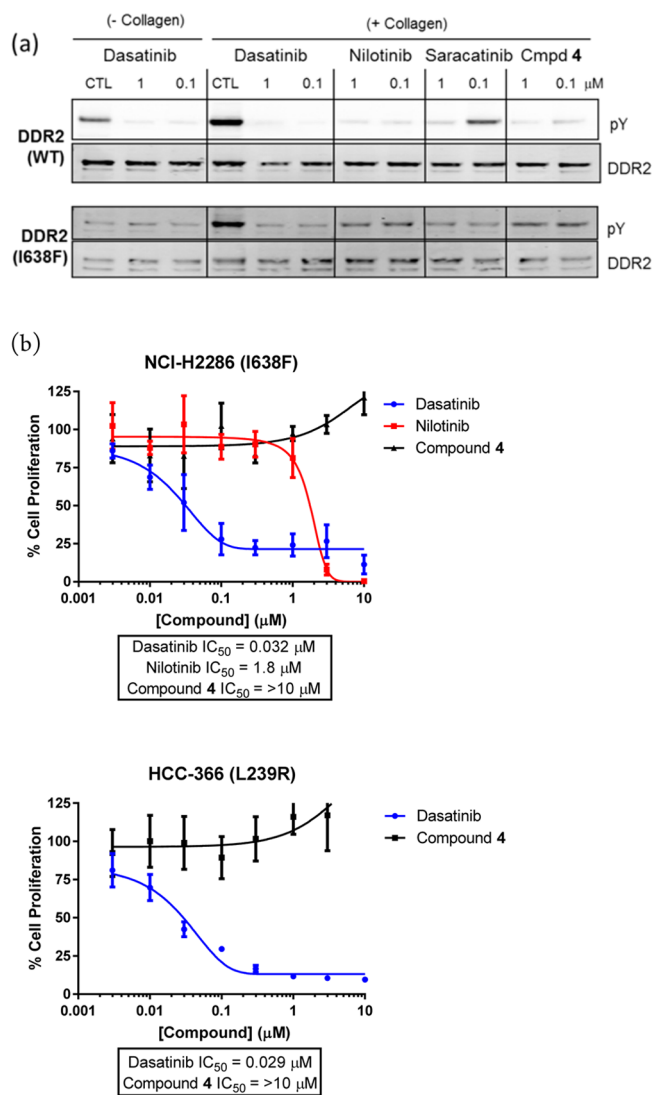 (a)
(- Collagen) (+ Collagen)
Dasatinib Dasatinib Nilotinib Saracatinib Cmpd 4
CTL 1 0.1 CTL 1 0.1 1 0.1 1 0.1 1 0.1 μM
DDR2 (WT)
pY
DDR2
DDR2 (I638F)
pY
DDR2
(b)
NCI-H2286 (I638F)
% Cell Proliferation
125
100
75
50
25
0
0.001 0.01 0.1 1 10
[Compound] (μM)
Dasatinib
Nilotinib
Compound 4
Dasatinib IC50 = 0.032 μM
Nilotinib IC50 = 1.8 μM
Compound 4 IC50 = >10 μM
HCC-366 (L239R)
% Cell Proliferation
125
100
75
50
25
0
0.001 0.01 0.1 1 10
[Compound] (μM)
Dasatinib
Compound 4
Dasatinib IC50 = 0.029 μM
Compound 4 IC50 = >10 μM